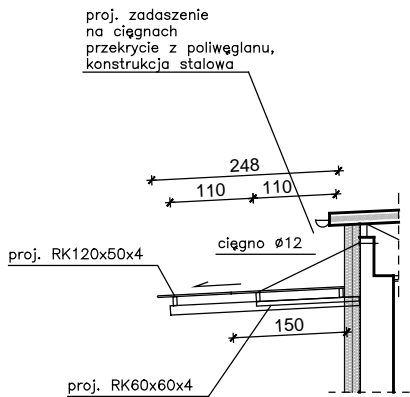 proj. zadaszenie
na cięgnach
przekrycie z poliwęglanu,
konstrukcja stalowa
248
110 110
cięgno Ø12
proj. RK120x50x4
150
proj. RK60x60x4